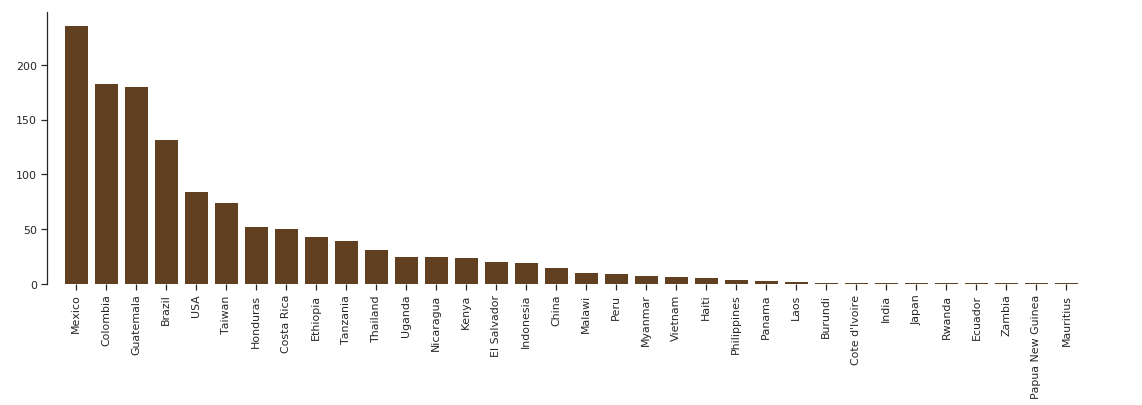 200
150
100
50
0
Mexico
Colombia
Guatemala
Brazil
USA
Taiwan
Honduras
Costa Rica
Ethiopia
Tanzania
Thailand
Uganda
Nicaragua
Kenya
El Salvador
Indonesia
China
Malawi
Peru
Myanmar
Vietnam
Haiti
Philippines
Panama
Laos
Burundi
Cote d'Ivoire
India
Japan
Rwanda
Ecuador
Zambia
Papua New Guinea
Mauritius